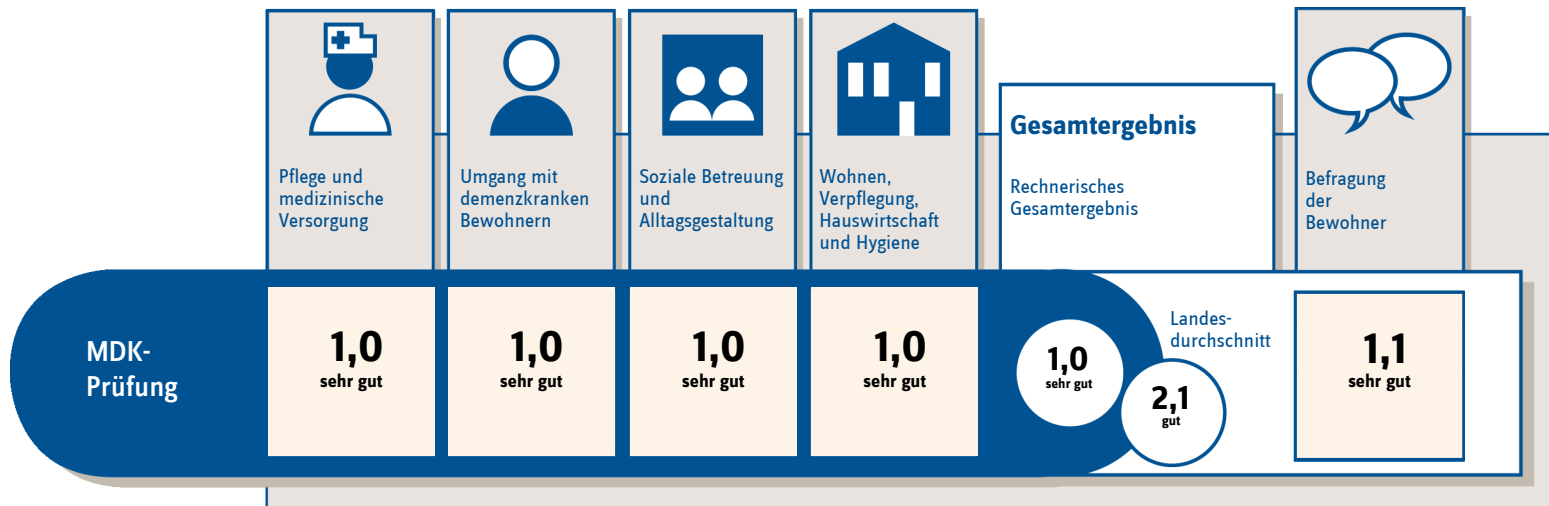 Pflege und
medizinische
Versorgung
Umgang mit
demenzkranken
Bewohnern
Soziale Betreuung
und
Alltagsgestaltung
Wohnen,
Verpflegung,
Hauswirtschaft
und Hygiene
Gesamtergebnis
Rechnerisches
Gesamtergebnis
Befragung
der
Bewohner
MDK-
Prüfung
1,0
sehr gut
1,0
sehr gut
1,0
sehr gut
1,0
sehr gut
1,0
sehr gut
Landes-
durchschnitt
2,1
gut
1,1
sehr gut